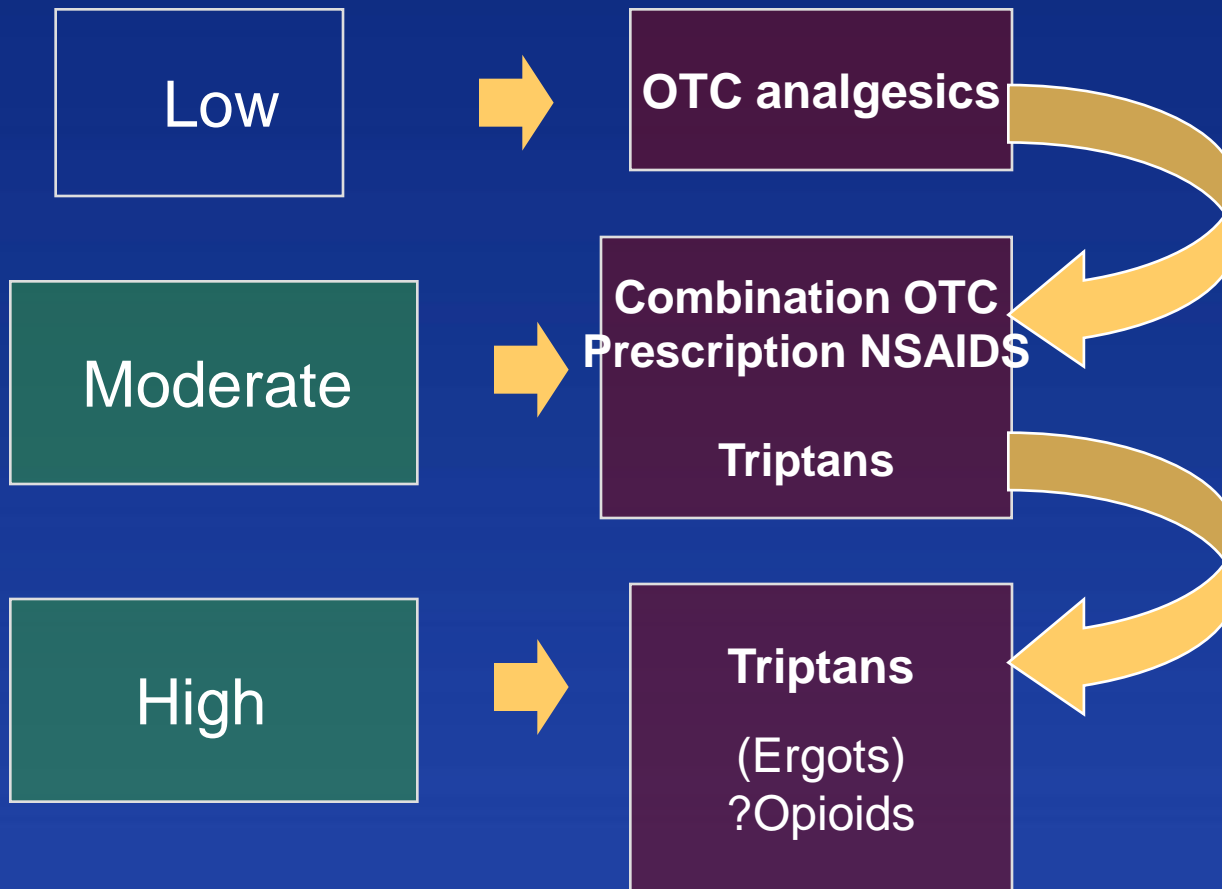 Low
OTC analgesics
Moderate
Combination OTC
Prescription NSAIDS
Triptans
High
Triptans
(Ergots)
?Opioids